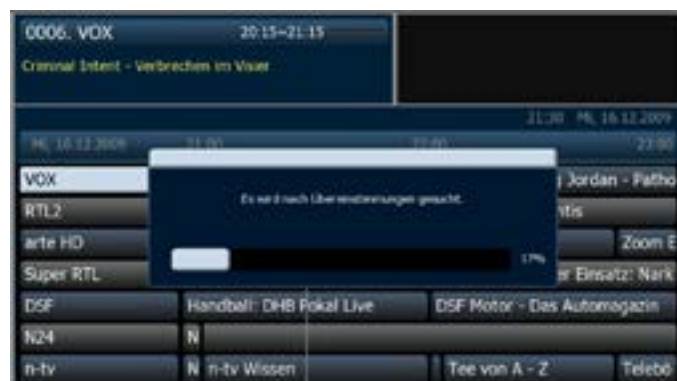 0006. VOX 20:15-21:15
Criminal Intent - Verbrechen im Visier
21:30 Mi, 16.12.2009
Mi, 16.12.2009 21:00 22:00 23:00
VOX Jordan - Patho
RTL2 ntis
arte HD Zoom E
Super RTL er Einsatz: Nark
DSF Handball: DHB Pokal Live DSF Motor - Das Automagazin
N24 N
n-tv N n-tv Wissen Tee von A - Z Telebö
Es wird nach Übereinstimmungen gesucht.
17%